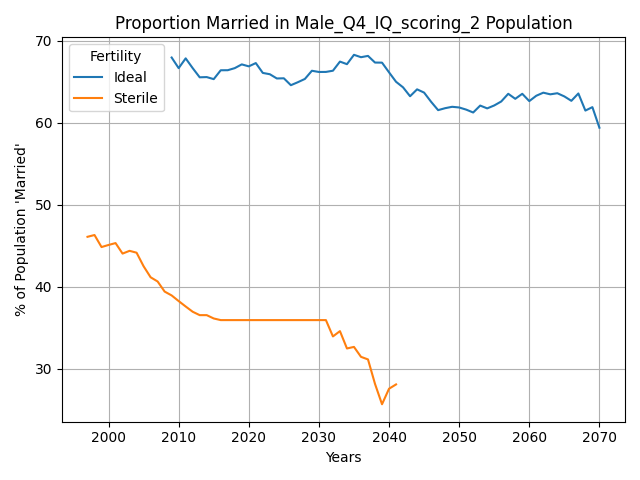 Proportion Married in Male_Q4_IQ_scoring_2 Population
70
60
50
40
30
% of Population 'Married'
Fertility
Ideal
Sterile
2000
2010
2020
2030
2040
2050
2060
2070
Years